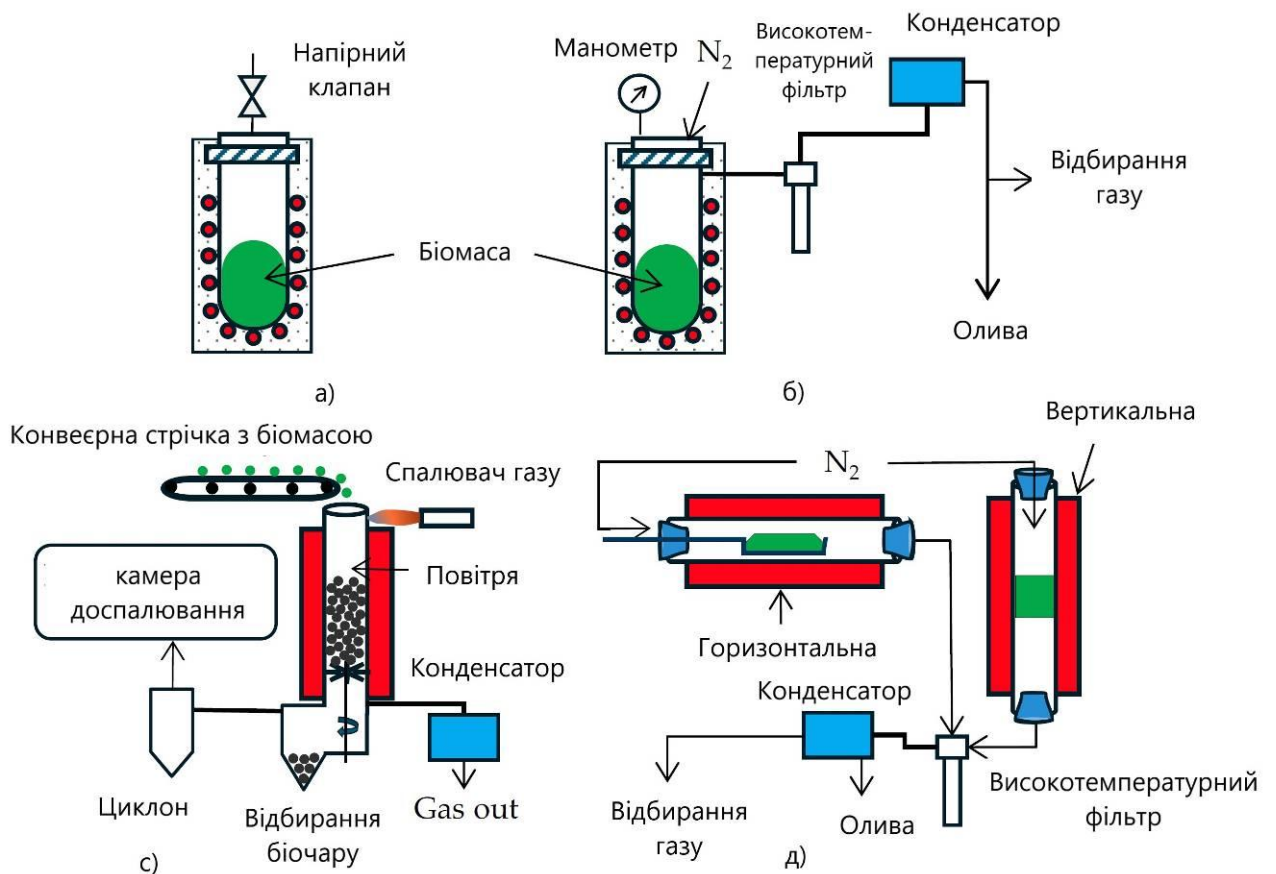 Напірний
клапан
Манометр
N2
Високотем-
пературний
фільтр
Конденсатор
Відбирання
газу
Біомаса
Олива
а)
б)
Конвеєрна стрічка з біомасою
Спалювач газу
камера
доспалювання
Повітря
Конденсатор
Циклон
Відбирання
біочару
Gas out
с)
Вертикальна
N2
Горизонтальна
Конденсатор
Відбирання
газу
Олива
Високотемпературний
фільтр
д)